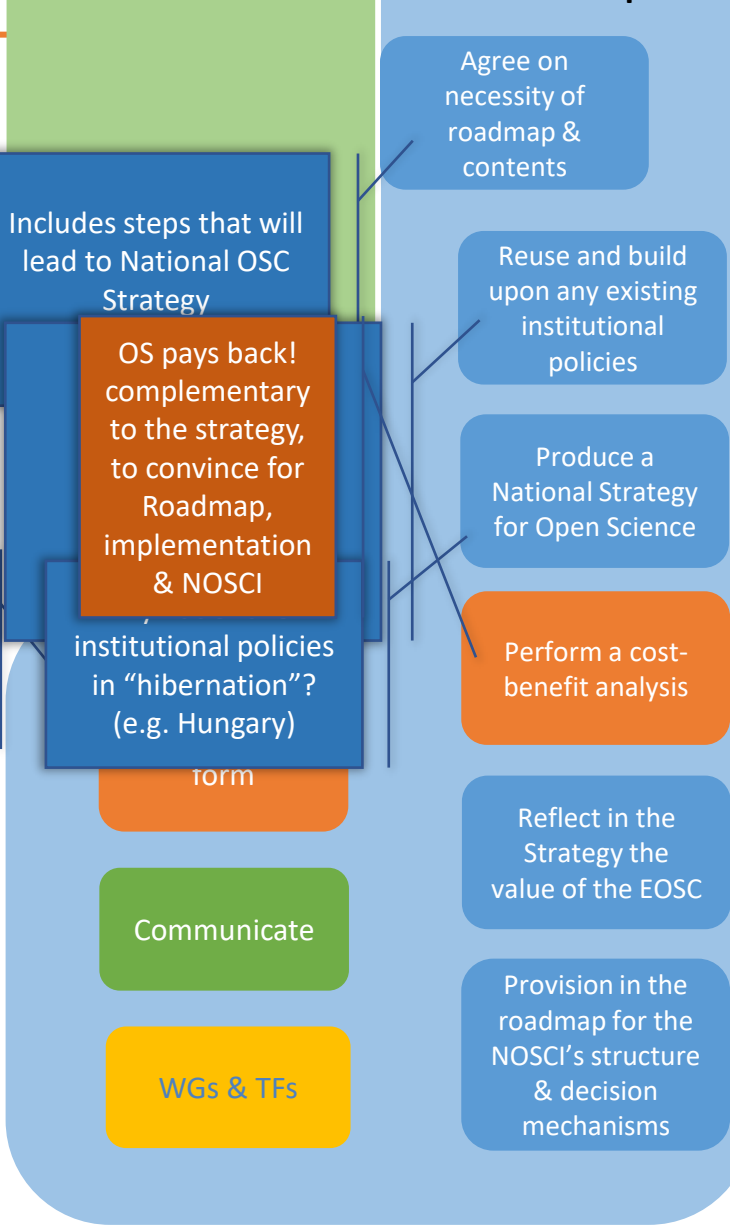 Agree on
necessity of
roadmap &
contents
Includes steps that will
lead to National OSC
Strategy
Reuse and build
upon any existing
institutional
policies
OS pays back!
complementary
to the strategy,
to convince for
Roadmap,
implementation
& NOSCI
Produce a
National Strategy
for Open Science
institutional policies
in “hibernation”?
(e.g. Hungary)
Perform a cost-
benefit analysis
form
Reflect in the
Strategy the
value of the EOSC
Communicate
Provision in the
roadmap for the
NOSCI’s structure
& decision
mechanisms
WGs & TFs